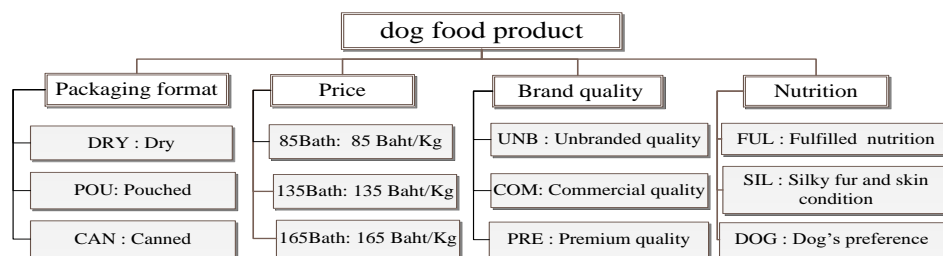 dog food product
Packaging format
DRY : Dry
POU: Pouched
CAN : Canned
Price
85Bath: 85 Baht/Kg
135Bath: 135 Baht/Kg
165Bath: 165 Baht/Kg
Brand quality
UNB : Unbranded quality
COM: Commercial quality
PRE : Premium quality
Nutrition
FUL : Fulfilled nutrition
SIL : Silky fur and skin
condition
DOG : Dog’s preference